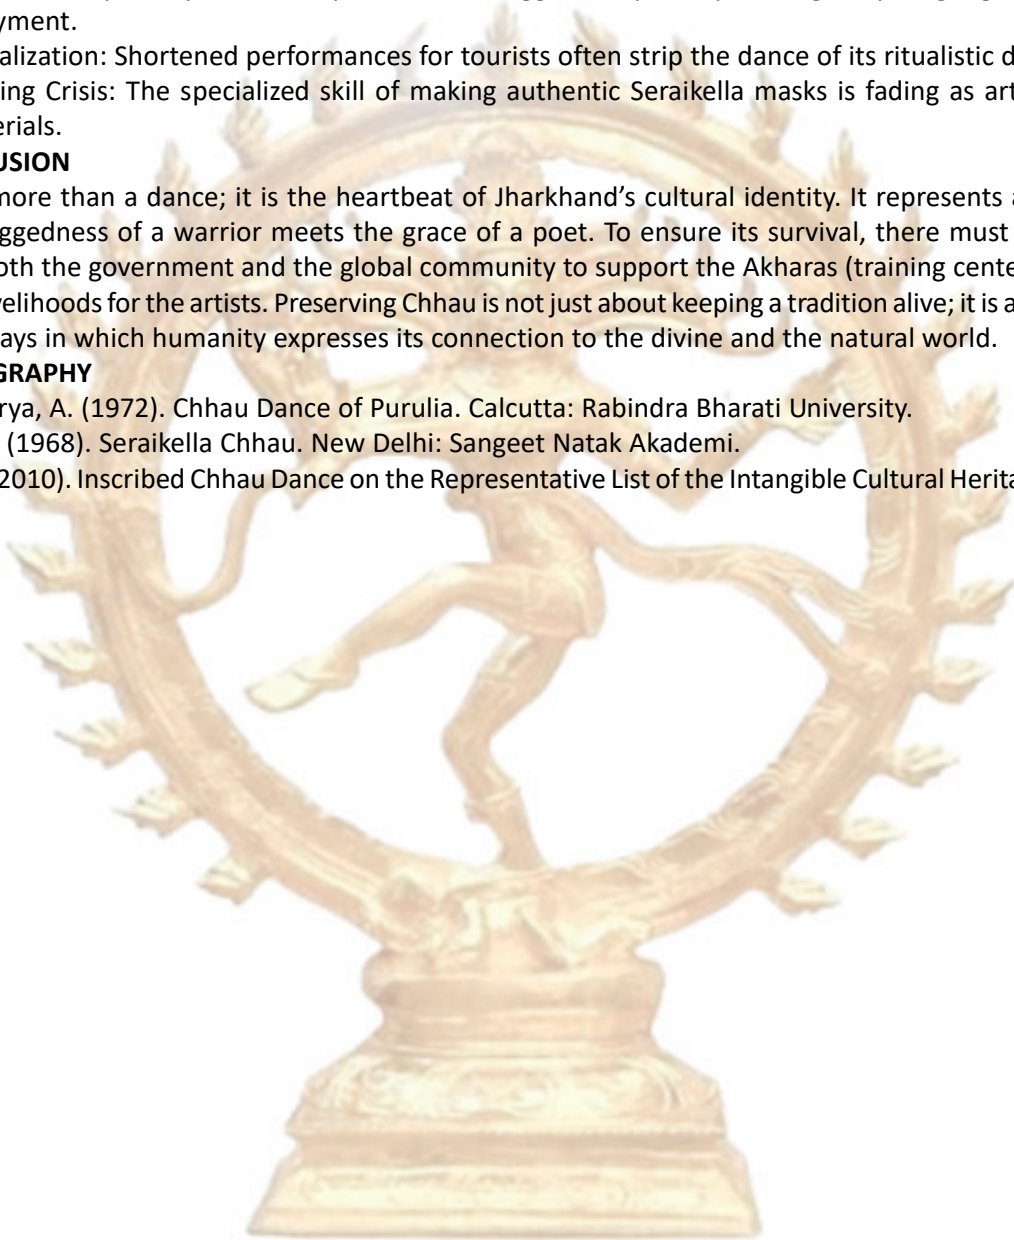 yment.
alization: Shortened performances for tourists often strip the dance of its ritualistic d
ing Crisis: The specialized skill of making authentic Seraikella masks is fading as art
erials.
USION
more than a dance; it is the heartbeat of Jharkhand’s cultural identity. It represents a
ggedness of a warrior meets the grace of a poet. To ensure its survival, there must
oth the government and the global community to support the Akharas (training cente
velihoods for the artists. Preserving Chhau is not just about keeping a tradition alive; it is a
ays in which humanity expresses its connection to the divine and the natural world.
GRAPHY
rya, A. (1972). Chhau Dance of Purulia. Calcutta: Rabindra Bharati University.
(1968). Seraikella Chhau. New Delhi: Sangeet Natak Akademi.
2010). Inscribed Chhau Dance on the Representative List of the Intangible Cultural Herita